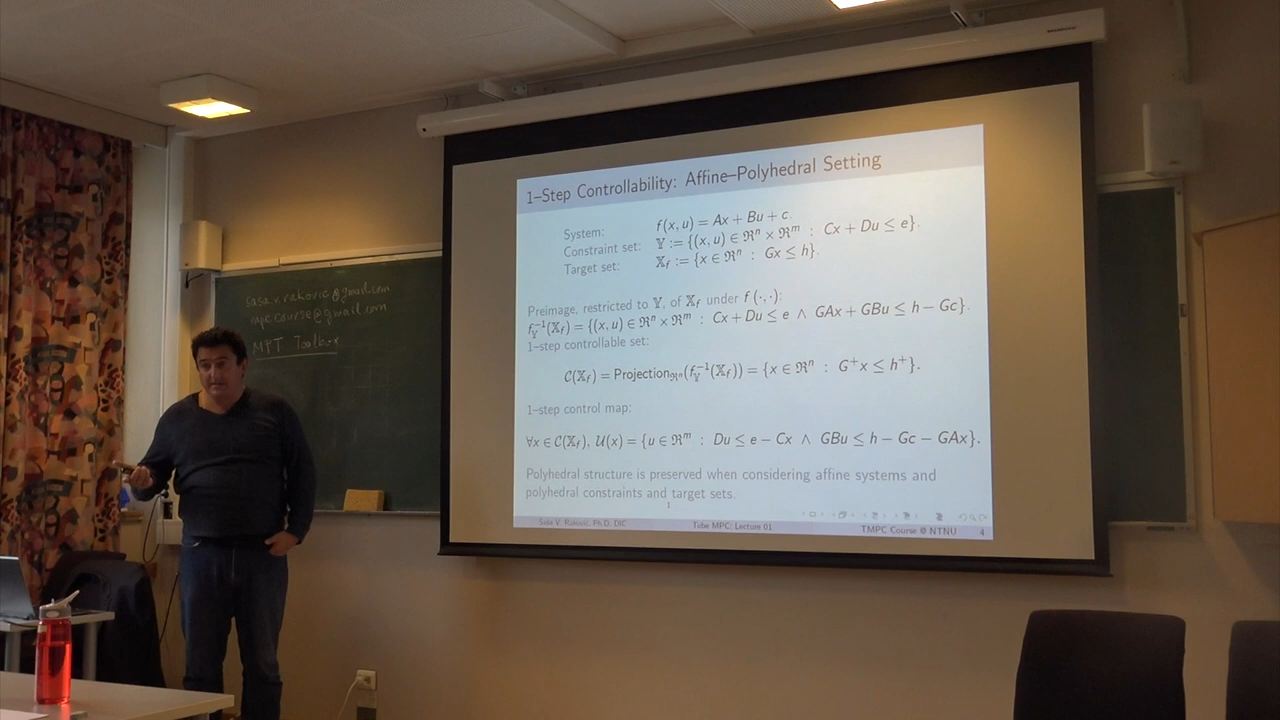 1–Step Controllability: Affine–Polyhedral Setting
System: f(x, u) = Ax + Bu + c.
Constraint set: 𝕐 := {(x, u) ∈ ℜⁿ × ℜᵐ : Cx + Du ≤ e}.
Target set: 𝕏_f := {x ∈ ℜⁿ : Gx ≤ h}.
Preimage, restricted to 𝕐, of 𝕏_f under f(·,·):
f_𝕐⁻¹(𝕏_f) = {(x, u) ∈ ℜⁿ × ℜᵐ : Cx + Du ≤ e ∧ GAx + GBu ≤ h − Gc}.
1-step controllable set:
𝒞(𝕏_f) = Projection_ℜⁿ(f_𝕐⁻¹(𝕏_f)) = {x ∈ ℜⁿ : G⁺x ≤ h⁺}.
1-step control map:
∀x ∈ 𝒞(𝕏_f), 𝒰(x) = {u ∈ ℜᵐ : Du ≤ e − Cx ∧ GBu ≤ h − Gc − GAx}.
Polyhedral structure is preserved when considering affine systems and
polyhedral constraints and target sets.
Saša V. Raković, Ph.D. DIC Tube MPC: Lecture 01 TMPC Course @ NTNU 4
sasa.v.rakovic@gmail.com
mpc.course@gmail.com
MPT Toolbox